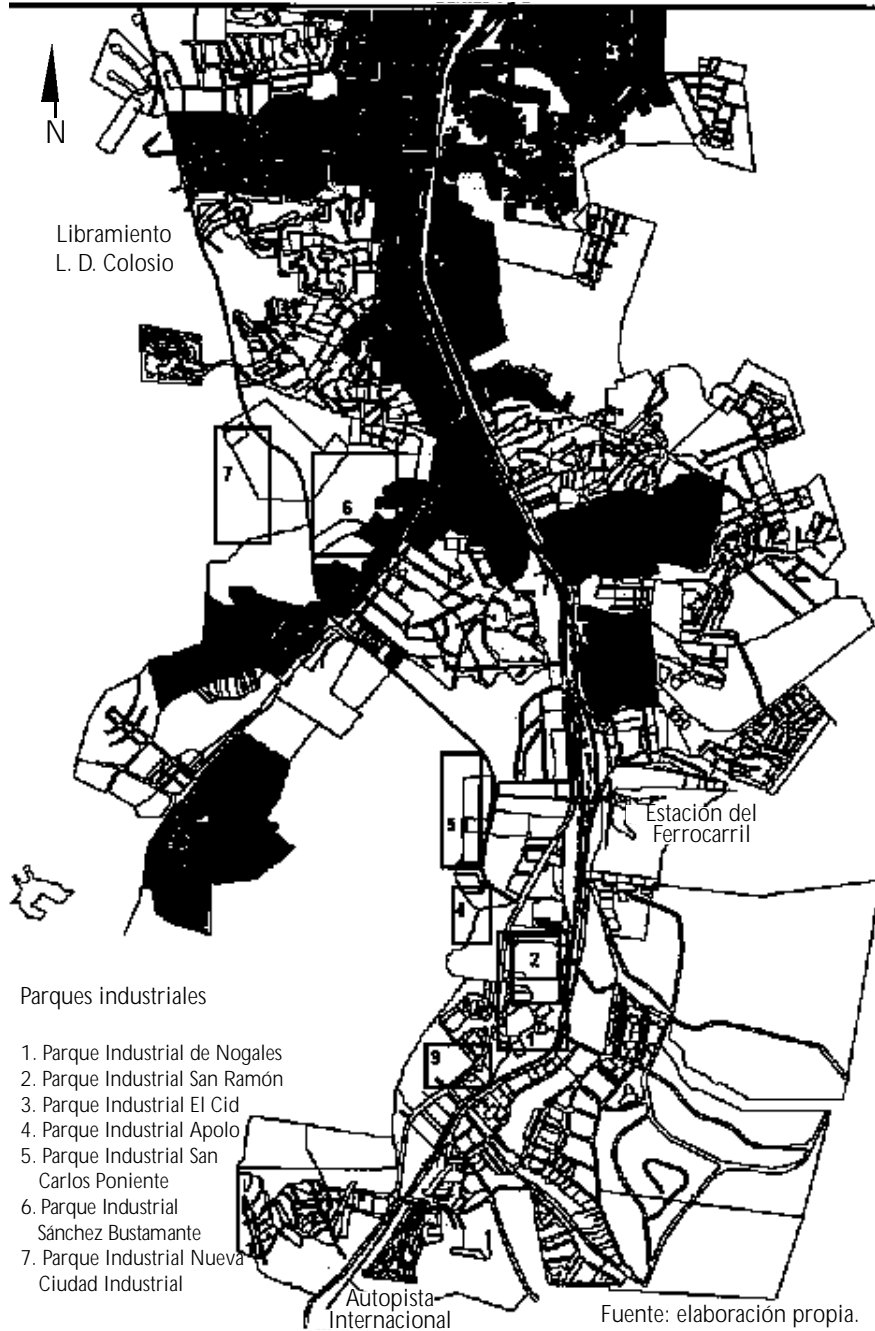 N
Libramiento
L. D. Colosio
7
6
Estación del
Ferrocarril
5
4
2
1
9
Parques industriales
1. Parque Industrial de Nogales
2. Parque Industrial San Ramón
3. Parque Industrial El Cid
4. Parque Industrial Apolo
5. Parque Industrial San
Carlos Poniente
6. Parque Industrial
Sánchez Bustamante
7. Parque Industrial Nueva
Ciudad Industrial
Autopista
Internacional
Fuente: elaboración propia.